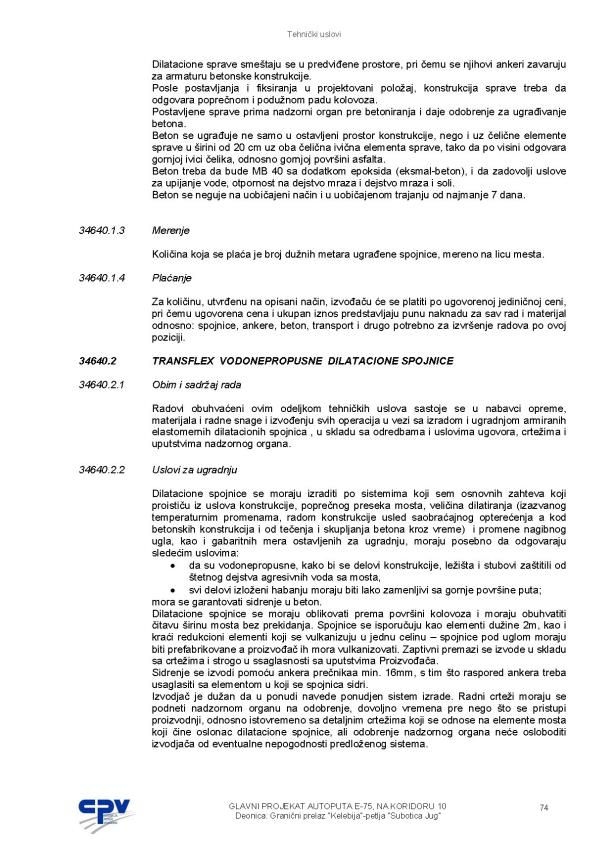 Tehnički uslovi
Dilatacione sprave smeštaju se u predviđene prostore, pri čemu se njihovi ankeri zavaruju
za armaturu betonske konstrukcije.
Posle postavljanja i fiksiranja u projektovani položaj, konstrukcija sprave treba da
odgovara poprečnom i podužnom padu kolovoza.
Postavljene sprave prima nadzorni organ pre betoniranja i daje odobrenje za ugrađivanje
betona.
Beton se ugrađuje ne samo u ostavljeni prostor konstrukcije, nego i uz čelične elemente
sprave u širini od 20 cm uz oba čelična ivična elementa sprave, tako da po visini odgovara
gornjoj ivici čelika, odnosno gornjoj površini asfalta.
Beton treba da bude MB 40 sa dodatkom epoksida (eksmal-beton), i da zadovolji uslove
za upijanje vode, otpornost na dejstvo mraza i dejstvo mraza i soli.
Beton se neguje na uobičajeni način i u uobičajenom trajanju od najmanje 7 dana.
34640.1.3 Merenje
Količina koja se plaća je broj dužnih metara ugrađene spojnice, mereno na licu mesta.
34640.1.4 Plaćanje
Za količinu, utvrđenu na opisani način, izvođaču će se platiti po ugovorenoj jediničnoj ceni,
pri čemu ugovorena cena i ukupan iznos predstavljaju punu naknadu za sav rad i materijal
odnosno: spojnice, ankere, beton, transport i drugo potrebno za izvršenje radova po ovoj
poziciji.
34640.2 TRANSFLEX VODONEPROPUSNE DILATACIONE SPOJNICE
34640.2.1 Obim i sadržaj rada
Radovi obuhvaćeni ovim odeljkom tehničkih uslova sastoje se u nabavci opreme,
materijala i radne snage i izvođenju svih operacija u vezi sa izradom i ugradnjom armiranih
elastomernih dilatacionih spojnica , u skladu sa odredbama i uslovima ugovora, crtežima i
uputstvima nadzornog organa.
34640.2.2 Uslovi za ugradnju
Dilatacione spojnice se moraju izraditi po sistemima koji sem osnovnih zahteva koji
proističu iz uslova konstrukcije, poprečnog preseka mosta, veličina dilatiranja (izazvanog
temperaturnim promenama, radom konstrukcije usled saobraćajnog opterećenja a kod
betonskih konstrukcija i od tečenja i skupljanja betona kroz vreme) i promene nagibnog
ugla, kao i gabaritnih mera ostavljenih za ugradnju, moraju posebno da odgovaraju
sledećim uslovima:
• da su vodonepropusne, kako bi se delovi konstrukcije, ležišta i stubovi zaštitili od
štetnog dejstva agresivnih voda sa mosta,
• svi delovi izloženi habanju moraju biti lako zamenljivi sa gornje površine puta;
mora se garantovati sidrenje u beton.
Dilatacione spojnice se moraju oblikovati prema površini kolovoza i moraju obuhvatiti
čitavu širinu mosta bez prekidanja. Spojnice se isporučuju kao elementi dužine 2m, kao i
kraći redukcioni elementi koji se vulkanizuju u jednu celinu – spojnice pod uglom moraju
biti prefabrikovane a proizvođač ih mora vulkanizovati. Zaptivni premazi se izvode u skladu
sa crtežima i strogo u ssaglasnosti sa uputstvima Proizvođača.
Sidrenje se izvodi pomoću ankera prečnikaa min. 16mm, s tim što raspored ankera treba
usaglasiti sa elementom u koji se spojnica sidri.
Izvođač je dužan da u ponudi navede ponudjen sistem izrade. Radni crteži moraju se
podneti nadzornom organu na odobrenje, dovoljno vremena pre nego što se pristupi
proizvodnji, odnosno istovremeno sa detaljnim crtežima koji se odnose na elemente mosta
koji čine oslonac dilatacione spojnice, ali odobrenje nadzornog organa neće osloboditi
izvođača od eventualne nepogodnosti predloženog sistema.
CPV
GLAVNI PROJEKAT AUTOPUTA E-75, NA KORIDORU 10
Deonica: Granični prelaz "Kelebija"-petlja "Subotica Jug"
74